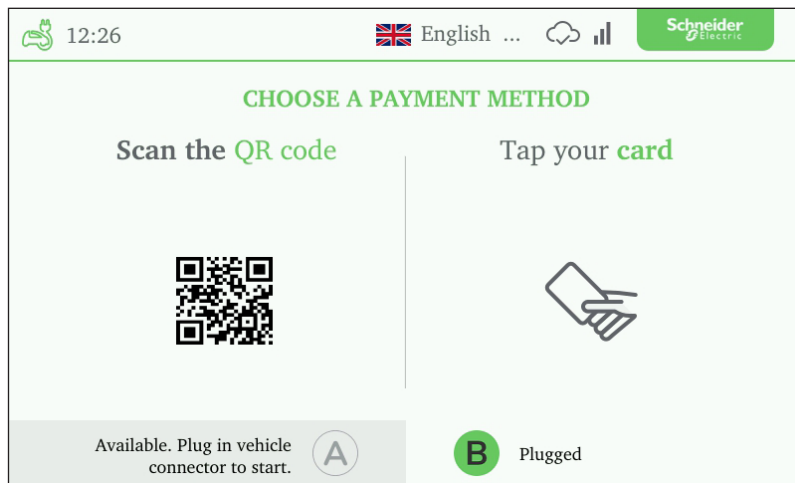 12:26
English ...
Schneider
Electric
CHOOSE A PAYMENT METHOD
Scan the QR code
Tap your card
Available. Plug in vehicle
connector to start.
A
B
Plugged